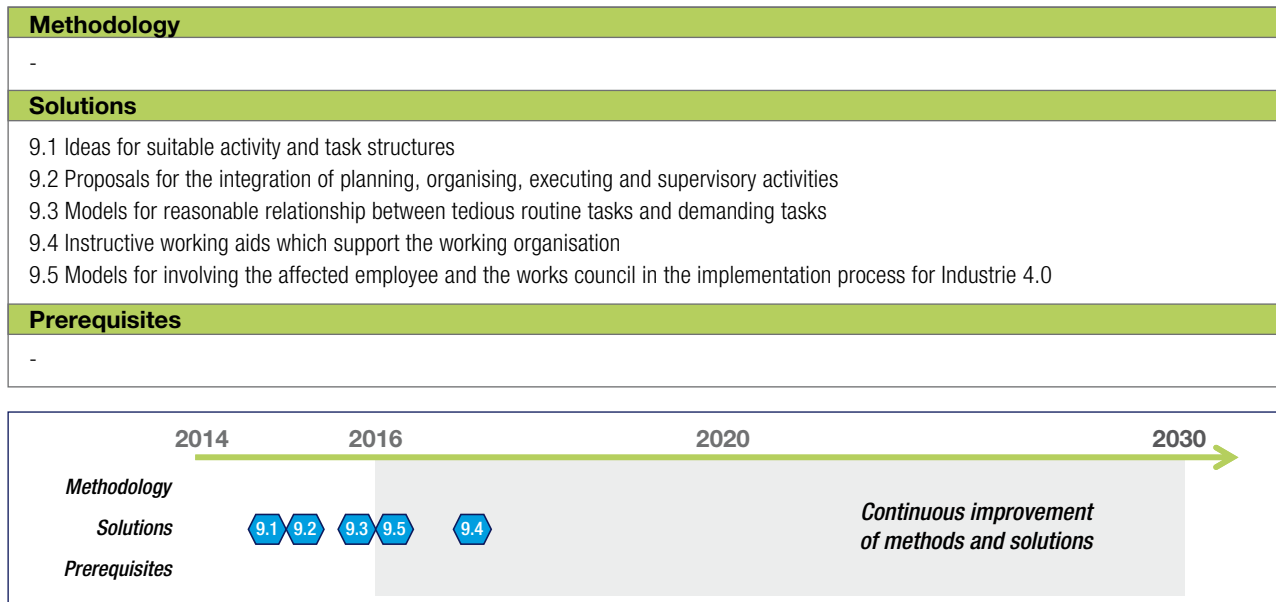 Methodology
-
Solutions
9.1 Ideas for suitable activity and task structures
9.2 Proposals for the integration of planning, organising, executing and supervisory activities
9.3 Models for reasonable relationship between tedious routine tasks and demanding tasks
9.4 Instructive working aids which support the working organisation
9.5 Models for involving the affected employee and the works council in the implementation process for Industrie 4.0
Prerequisites
-
2014 2016 2020 2030
Methodology
Solutions 9.1 9.2 9.3 9.5 9.4
Prerequisites
Continuous improvement
of methods and solutions